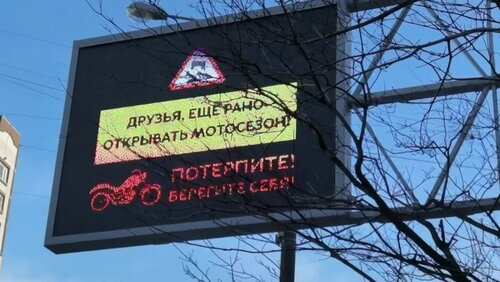 ДРУЗЬЯ, ЕЩЕ РАНО
ОТКРЫВАТЬ МОТОСЕЗОН!
ПОТЕРПИТЕ!
БЕРЕГИТЕ СЕБЯ!